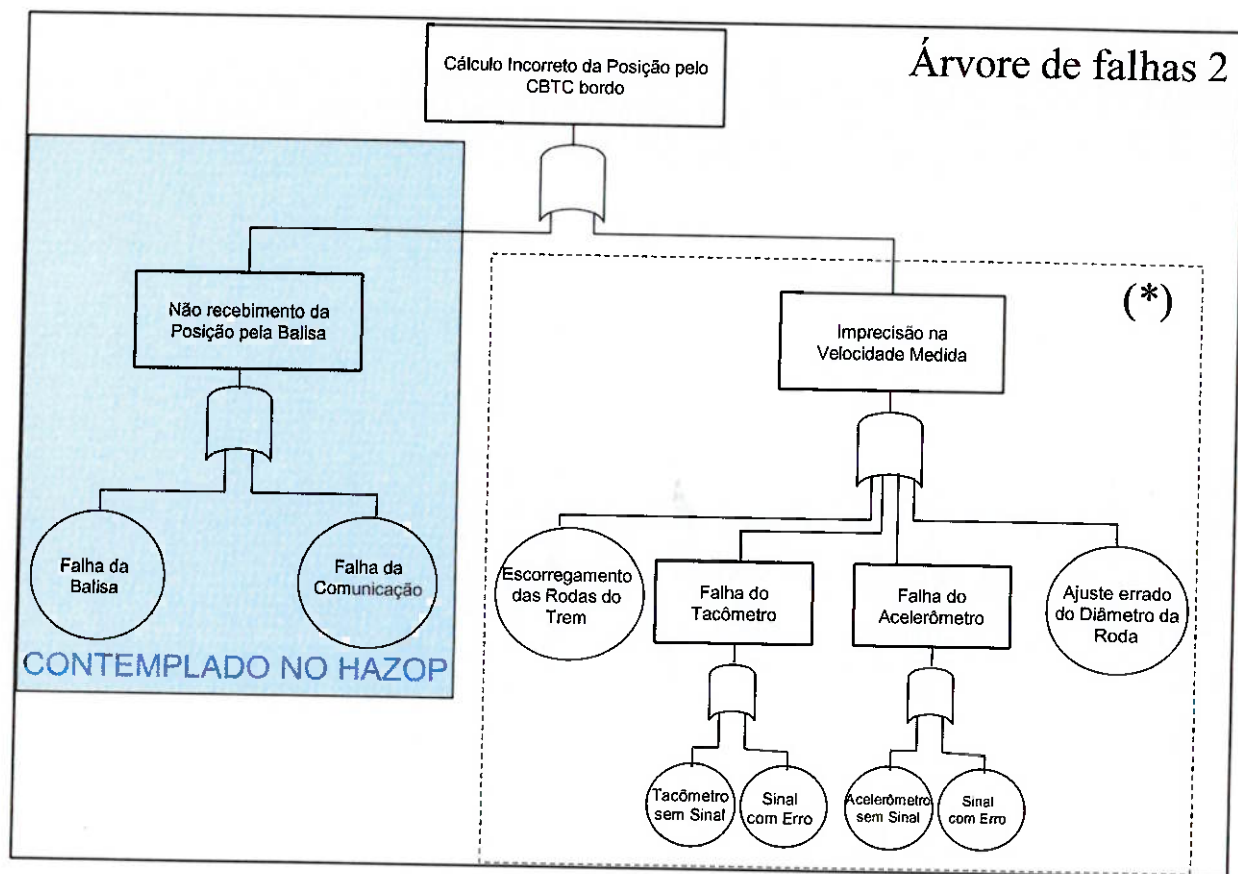 Árvore de falhas 2
Cálculo Incorreto da Posição pelo
CBTC bordo
Não recebimento da
Posição pela Balisa
(*)
Imprecisão na
Velocidade Medida
Falha da
Balisa
Falha da
Comunicação
CONTEMPLADO NO HAZOP
Escorregamento
das Rodas do
Trem
Falha do
Tacômetro
Falha do
Acelerômetro
Ajuste errado
do Diâmetro da
Roda
Tacômetro
sem Sinal
Sinal
com Erro
Acelerômetro
sem Sinal
Sinal
com Erro